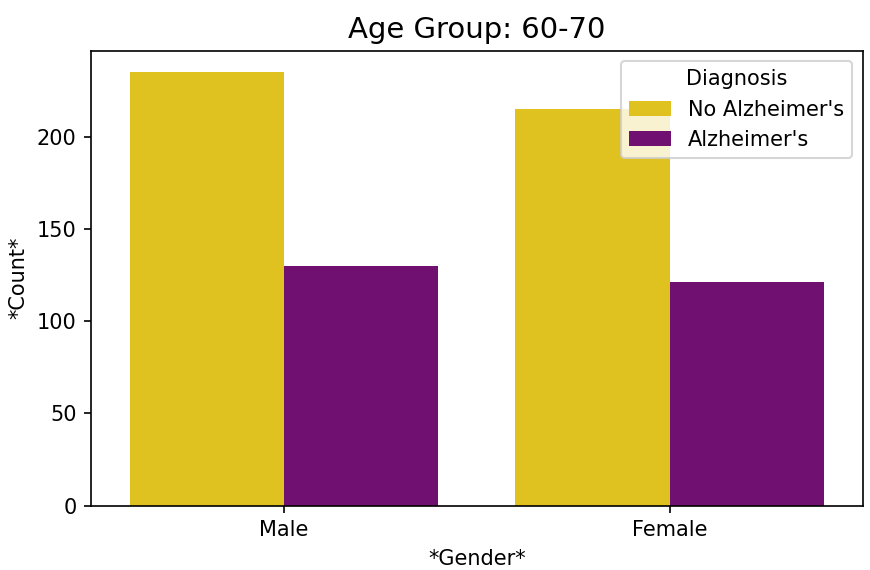 Age Group: 60-70
Diagnosis
No Alzheimer's
Alzheimer's
*Count*
200
150
100
50
0
Male
Female
*Gender*